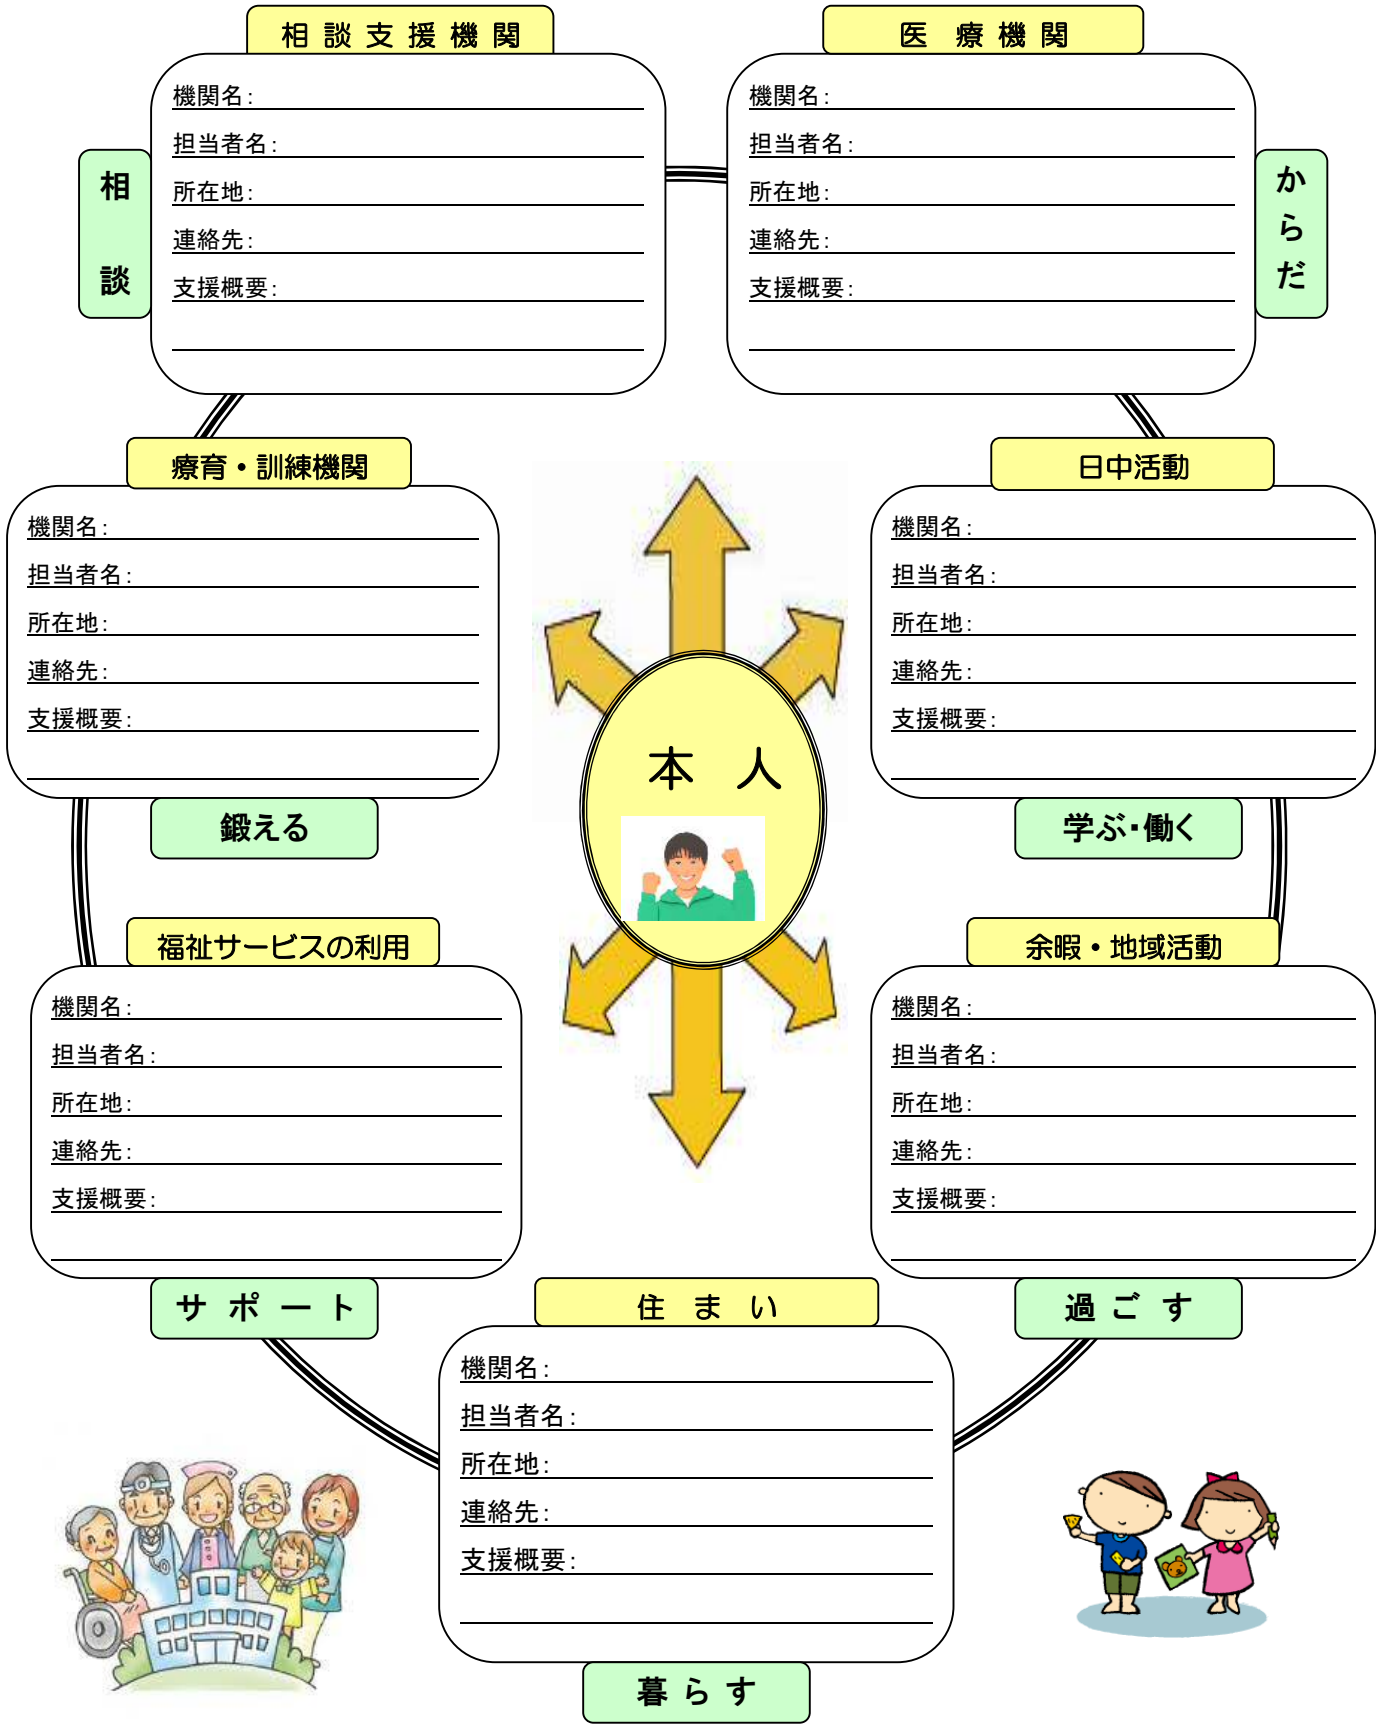 相談支援機関
機関名：
担当者名：
所在地：
連絡先：
支援概要：
相談
医療機関
機関名：
担当者名：
所在地：
連絡先：
支援概要：
からだ
療育・訓練機関
機関名：
担当者名：
所在地：
連絡先：
支援概要：
鍛える
本人
日中活動
機関名：
担当者名：
所在地：
連絡先：
支援概要：
学ぶ・働く
福祉サービスの利用
機関名：
担当者名：
所在地：
連絡先：
支援概要：
サポート
余暇・地域活動
機関名：
担当者名：
所在地：
連絡先：
支援概要：
過ごす
住まい
機関名：
担当者名：
所在地：
連絡先：
支援概要：
暮らす